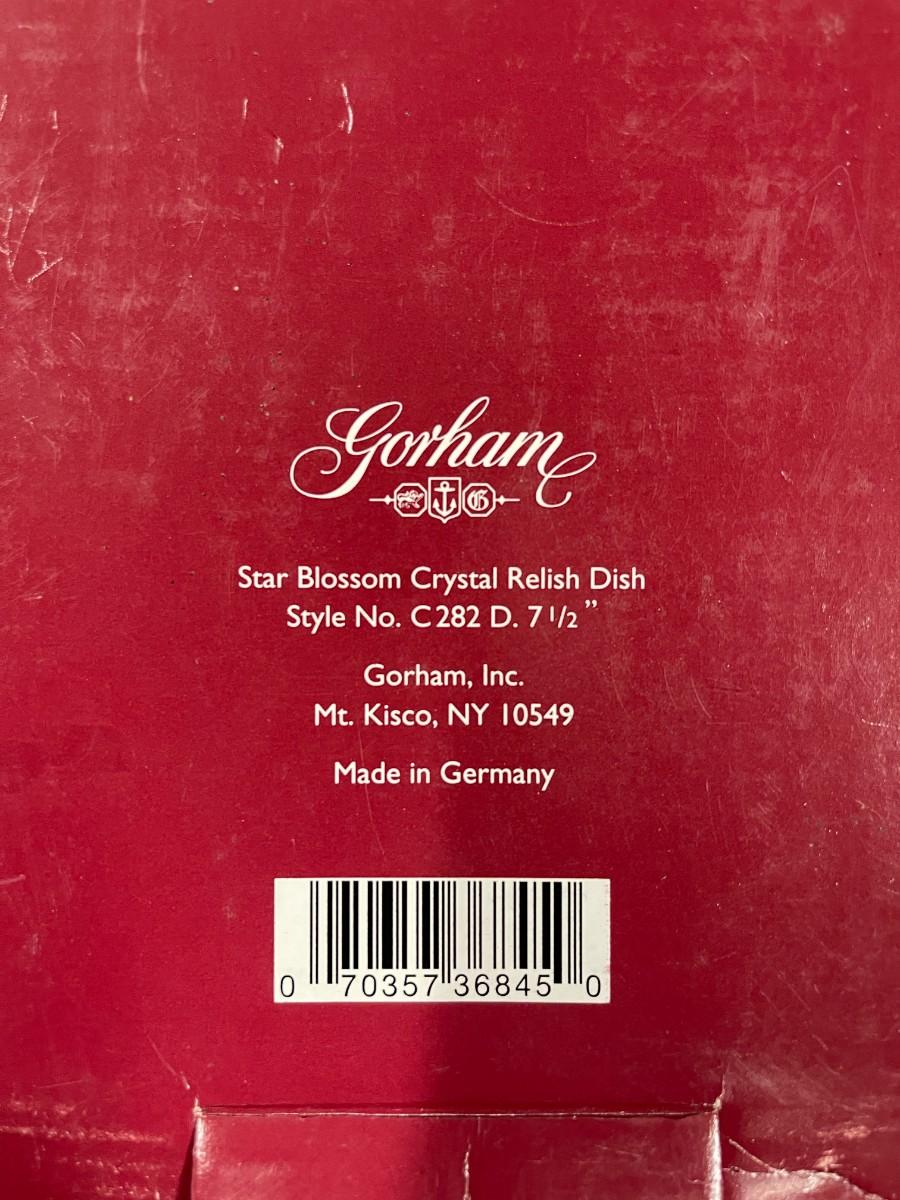 Gorham
G
Star Blossom Crystal Relish Dish
Style No. C282 D. 7 1/2 ”
Gorham, Inc.
Mt. Kisco, NY 10549
Made in Germany
0 70357 36845 0